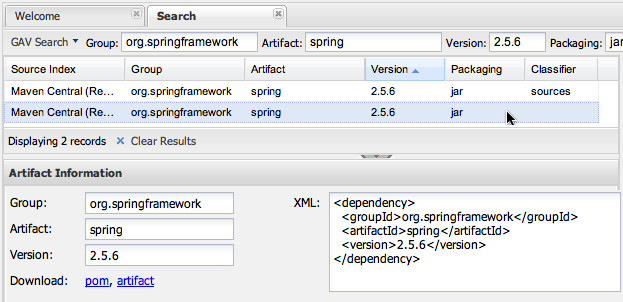 Welcome Search
GAV Search Group: org.springframework Artifact: spring Version: 2.5.6 Packaging: jar
Source Index Group Artifact Version Packaging Classifier
Maven Central (Re... org.springframework spring 2.5.6 jar sources
Maven Central (Re... org.springframework spring 2.5.6 jar
Displaying 2 records Clear Results
Artifact Information
Group: org.springframework XML: <dependency>
<groupId>org.springframework</groupId>
Artifact: spring <artifactId>spring</artifactId>
<version>2.5.6</version>
Version: 2.5.6 </dependency>
Download: pom, artifact